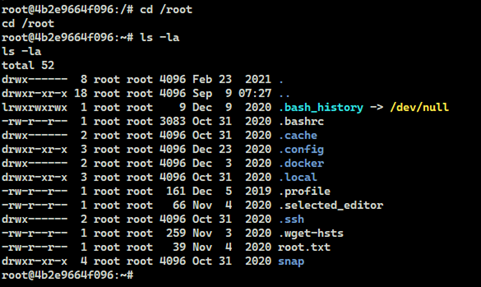 root@4b2e9664f096:/# cd /root
cd /root
root@4b2e9664f096:~# ls -la
ls -la
total 52
drwx------  8 root root 4096 Feb 23  2021 .
drwxr-xr-x 18 root root 4096 Sep  9 07:27 ..
lrwxrwxrwx  1 root root    9 Dec  9  2020 .bash_history -> /dev/null
-rw-r--r--  1 root root 3083 Oct 31  2020 .bashrc
drwx------  2 root root 4096 Oct 31  2020 .cache
drwxr-xr-x  3 root root 4096 Dec 23  2020 .config
drwx------  2 root root 4096 Dec  3  2020 .docker
drwxr-xr-x  3 root root 4096 Oct 31  2020 .local
-rw-r--r--  1 root root  161 Dec  5  2019 .profile
-rw-r--r--  1 root root   66 Nov  4  2020 .selected_editor
drwx------  2 root root 4096 Oct 31  2020 .ssh
-rw-r--r--  1 root root  259 Nov  3  2020 .wget-hsts
-rw-r--r--  1 root root   39 Nov  4  2020 root.txt
drwxr-xr-x  4 root root 4096 Oct 31  2020 snap
root@4b2e9664f096:~#